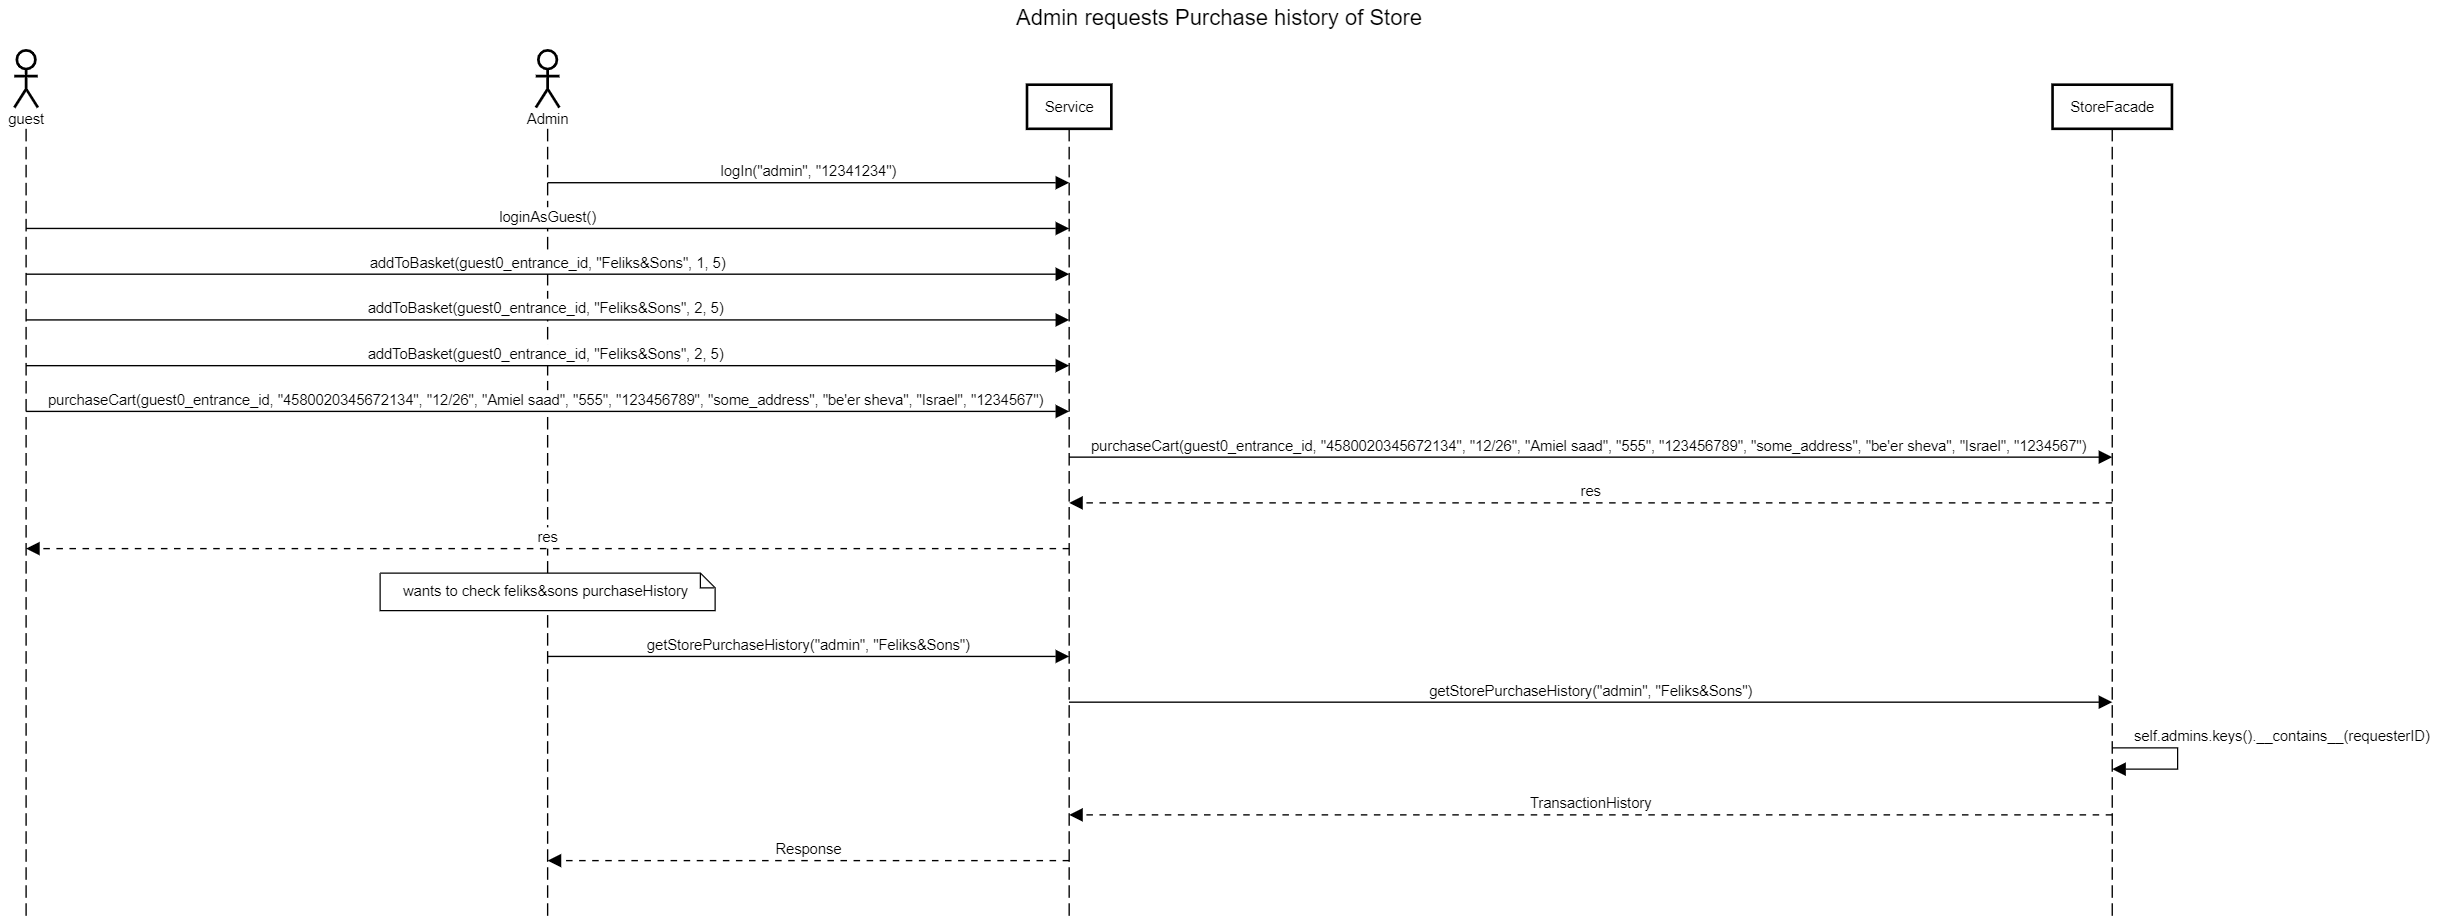 Admin requests Purchase history of Store
guest
Admin
Service
StoreFacade
logIn("admin", "12341234")
loginAsGuest()
addToBasket(guest0_entrance_id, "Feliks&Sons", 1, 5)
addToBasket(guest0_entrance_id, "Feliks&Sons", 2, 5)
addToBasket(guest0_entrance_id, "Feliks&Sons", 2, 5)
purchaseCart(guest0_entrance_id, "4580020345672134", "12/26", "Amiel saad", "555", "123456789", "some_address", "be'er sheva", "Israel", "1234567")
purchaseCart(guest0_entrance_id, "4580020345672134", "12/26", "Amiel saad", "555", "123456789", "some_address", "be'er sheva", "Israel", "1234567")
res
res
wants to check feliks&sons purchaseHistory
getStorePurchaseHistory("admin", "Feliks&Sons")
getStorePurchaseHistory("admin", "Feliks&Sons")
self.admins.keys().__contains__(requesterID)
TransactionHistory
Response